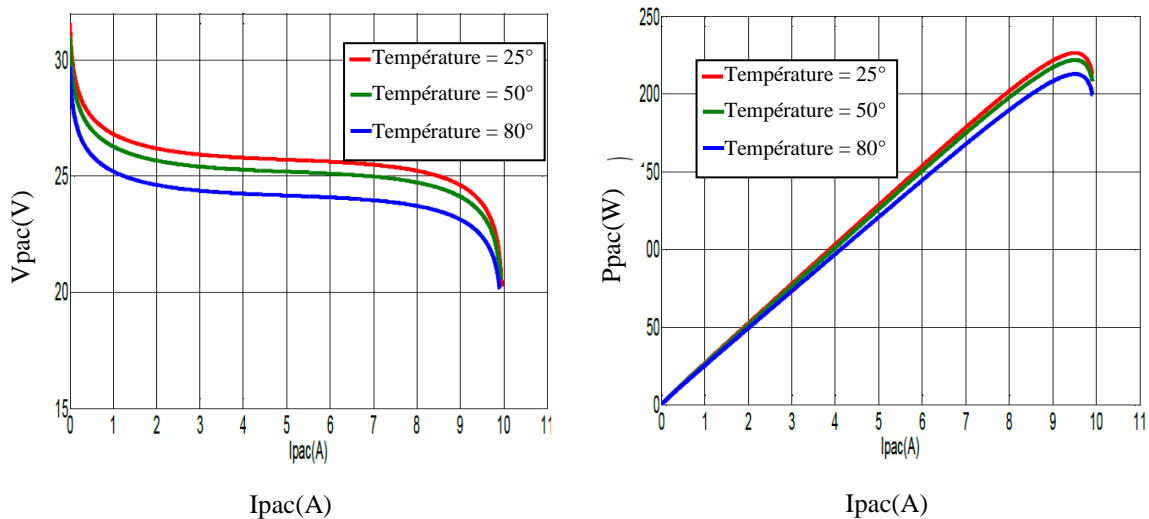 30
25
20
15
Vpac(V)
Température = 25°
Température = 50°
Température = 80°
0 1 2 3 4 5 6 7 8 9 10 11
Ipac(A)
Ipac(A)
250
200
50
00
50
0
Ppac(W)
)
Température = 25°
Température = 50°
Température = 80°
0 1 2 3 4 5 6 7 8 9 10 11
Ipac(A)
Ipac(A)